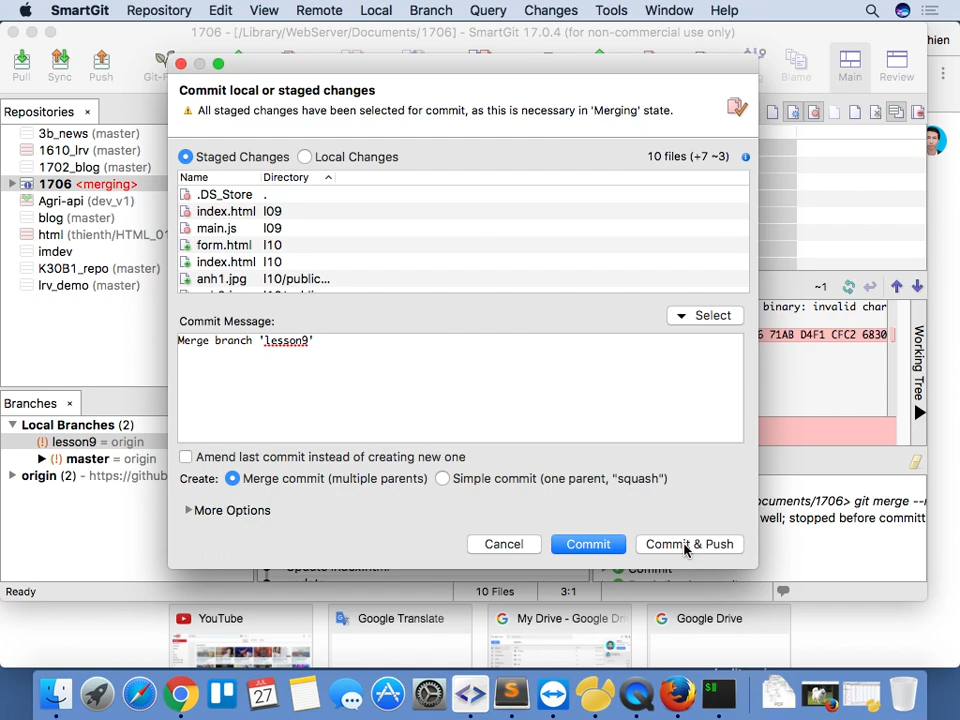 SmartGit Repository Edit View Remote Local Branch Query Changes Tools Window Help
1706 - [/Library/WebServer/Documents/1706] - SmartGit 17.0.4 (for non-commercial use only)
hien
Pull Sync Push Git- Blame Main Review
Repositories ×
3b_news (master)
1610_lrv (master)
1702_blog (master)
1706 <merging>
Agri-api (dev_v1)
blog (master)
html (thienth/HTML_01
imdev
K30B1_repo (master)
lrv_demo (master)
Branches ×
Local Branches (2)
(!) lesson9 = origin
(!) master = origin
origin (2) - https://github
Ready
Commit local or staged changes
All staged changes have been selected for commit, as this is necessary in 'Merging' state.
Staged Changes Local Changes 10 files (+7 ~3)
Name Directory
.DS_Store .
index.html l09
main.js l09
form.html l10
index.html l10
anh1.jpg l10/public...
Select
Commit Message:
Merge branch 'lesson9'
Amend last commit instead of creating new one
Create: Merge commit (multiple parents) Simple commit (one parent, "squash")
More Options
Cancel Commit Commit & Push
~1
binary: invalid char
71AB D4F1 CFC2 6830
Working Tree
ocuments/1706> git merge --
well; stopped before committ
Commit
Update index.html
10 Files 3:1
YouTube Google Translate My Drive - Google Dr Google Drive
27